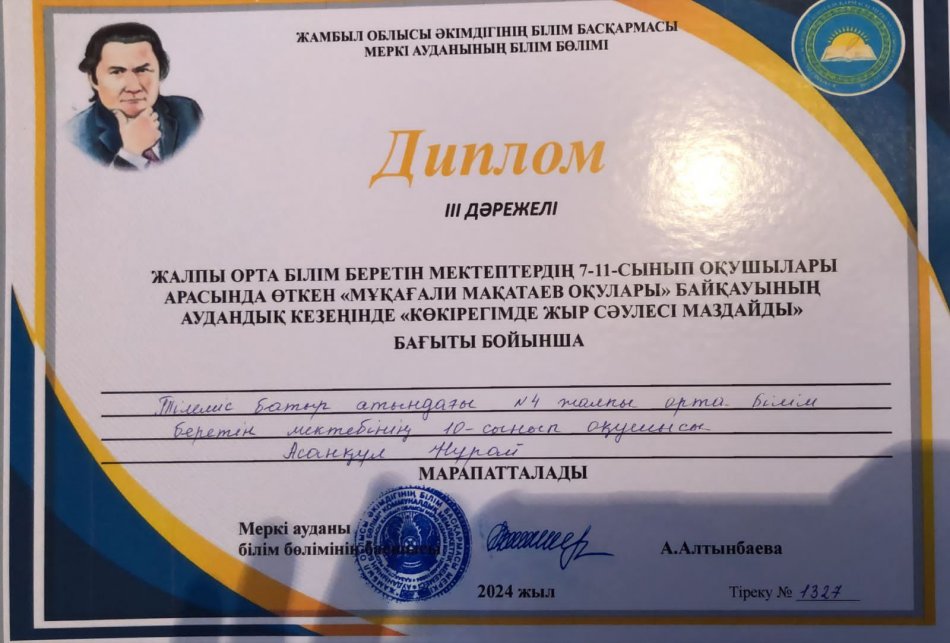 ЖАМБЫЛ ОБЛЫСЫ ӘКІМДІГІНІҢ БІЛІМ БАСҚАРМАСЫ
МЕРКІ АУДАНЫНЫҢ БІЛІМ БӨЛІМІ
Диплом
III ДӘРЕЖЕЛІ
ЖАЛПЫ ОРТА БІЛІМ БЕРЕТІН МЕКТЕПТЕРДІҢ 7-11-СЫНЫП ОҚУШЫЛАРЫ
АРАСЫНДА ӨТКЕН «МҰҚАҒАЛИ МАҚАТАЕВ ОҚУЛАРЫ» БАЙҚАУЫНЫҢ
АУДАНДЫҚ КЕЗЕҢІНДЕ «КӨКІРЕГІМДЕ ЖЫР СӘУЛЕСІ МАЗДАЙДЫ»
БАҒЫТЫ БОЙЫНША
Тілеміс батыр атындағы №4 жалпы орта білім
беретін мектебінің 10-сынып оқушысы
Асанқұл Нұрай
МАРАПАТТАЛАДЫ
Меркі ауданы
білім бөлімінің басшысы
А.Алтынбаева
2024 жыл
Тіркеу № 1327